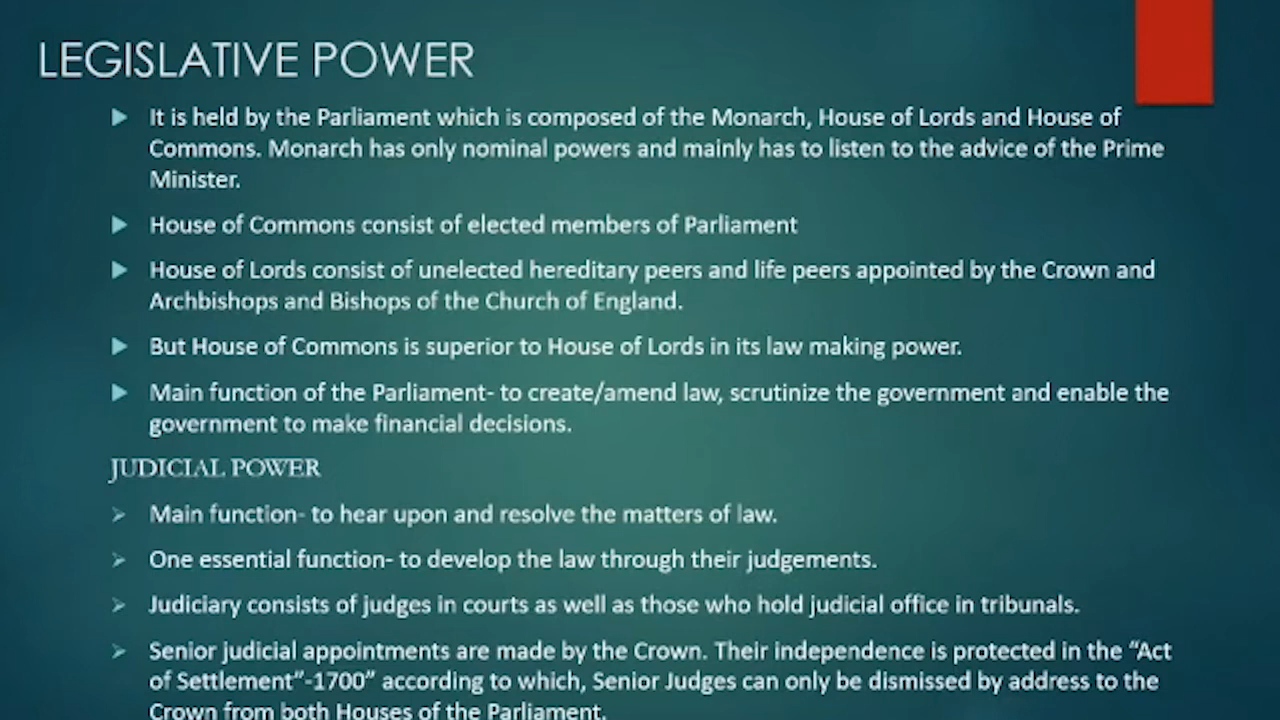 LEGISLATIVE POWER
It is held by the Parliament which is composed of the Monarch, House of Lords and House of
Commons. Monarch has only nominal powers and mainly has to listen to the advice of the Prime
Minister.
House of Commons consist of elected members of Parliament
House of Lords consist of unelected hereditary peers and life peers appointed by the Crown and
Archbishops and Bishops of the Church of England.
But House of Commons is superior to House of Lords in its law making power.
Main function of the Parliament- to create/amend law, scrutinize the government and enable the
government to make financial decisions.
JUDICIAL POWER
Main function- to hear upon and resolve the matters of law.
One essential function- to develop the law through their judgements.
Judiciary consists of judges in courts as well as those who hold judicial office in tribunals.
Senior judicial appointments are made by the Crown. Their independence is protected in the “Act
of Settlement”-1700” according to which, Senior Judges can only be dismissed by address to the
Crown from both Houses of the Parliament.